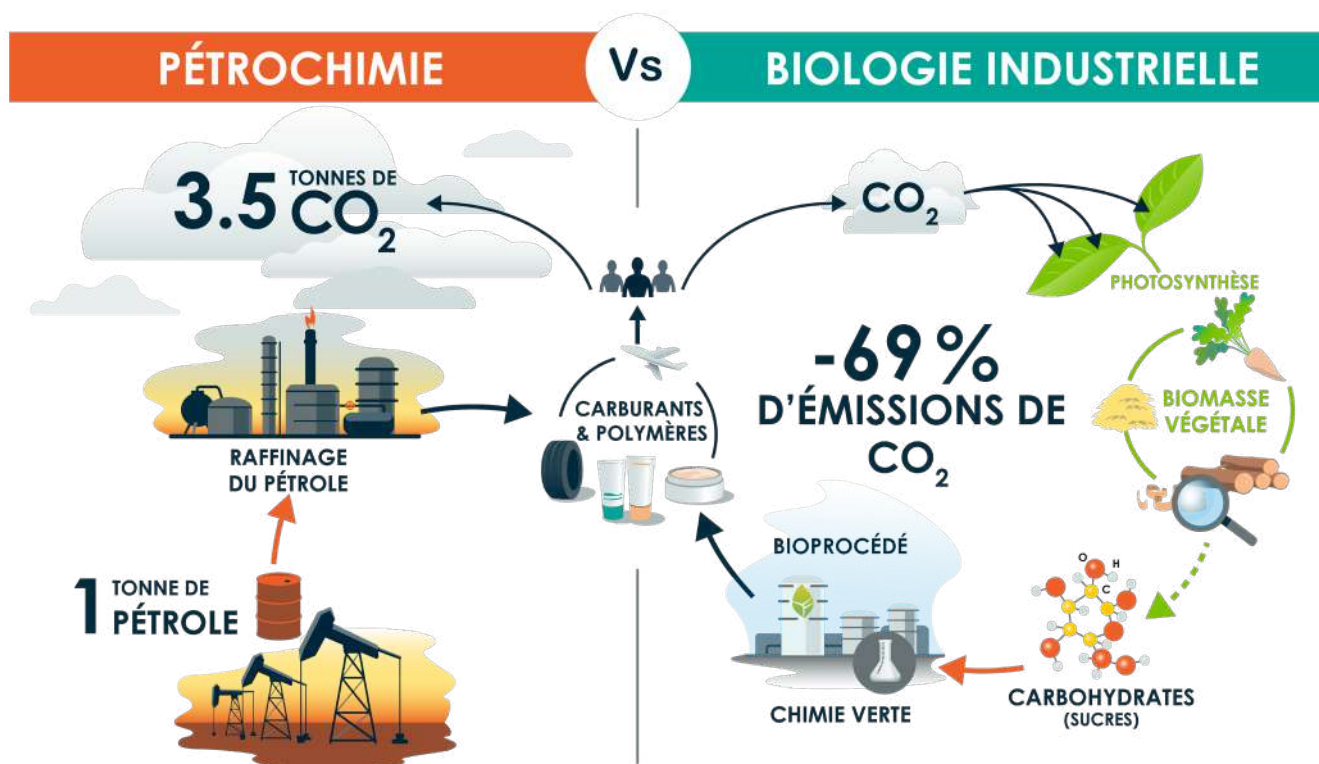 PÉTROCHIMIE
Vs
BIOLOGIE INDUSTRIELLE
3.5 TONNES DE
CO2
CO2
PHOTOSYNTHÈSE
-69 %
D'ÉMISSIONS DE
CO2
BIOMASSE
VÉGÉTALE
CARBURANTS
& POLYMÈRES
RAFFINAGE
DU PÉTROLE
1 TONNE DE
PÉTROLE
BIOPROCÉDÉ
CHIMIE VERTE
O
H
C
CARBOHYDRATES
(SUCRES)